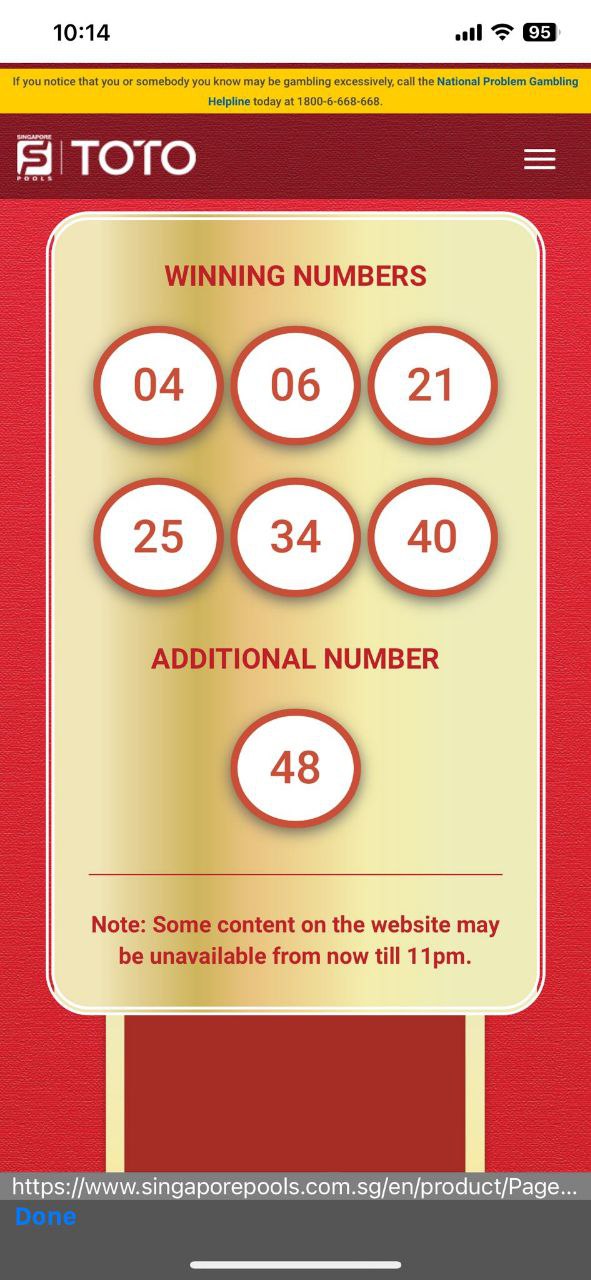 10:14
95
If you notice that you or somebody you know may be gambling excessively, call the National Problem Gambling
Helpline today at 1800-6-668-668.
SINGAPORE
POOLS
TOTO
WINNING NUMBERS
04 06 21
25 34 40
ADDITIONAL NUMBER
48
Note: Some content on the website may
be unavailable from now till 11pm.
https://www.singaporepools.com.sg/en/product/Page...
Done